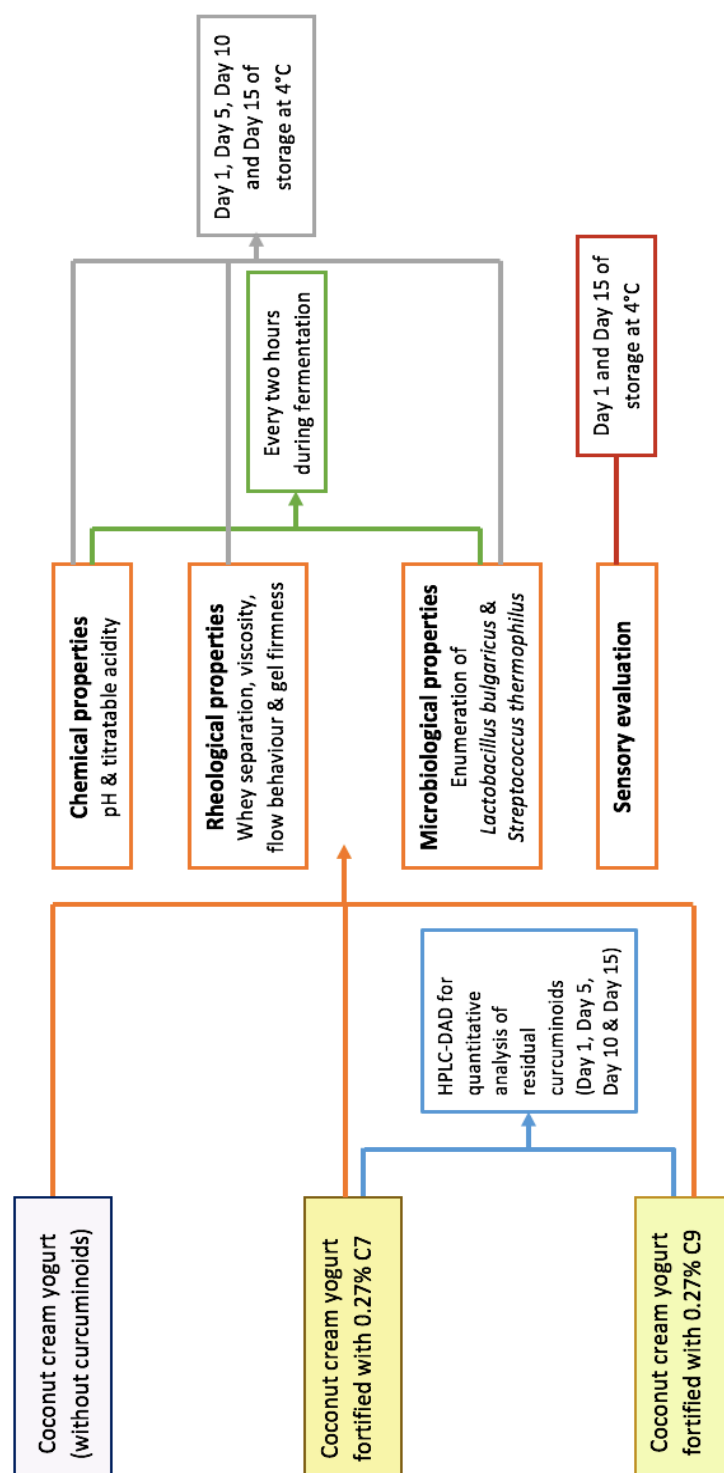 Coconut cream yogurt
(without curcuminoids)
Coconut cream yogurt
fortified with 0.27% C7
Coconut cream yogurt
fortified with 0.27% C9
HPLC-DAD for
quantitative
analysis of
residual
curcuminoids
(Day 1, Day 5,
Day 10 & Day 15)
Chemical properties
pH & titratable acidity
Rheological properties
Whey separation, viscosity,
flow behaviour & gel firmness
Microbiological properties
Enumeration of
Lactobacillus bulgaricus &
Streptococcus thermophilus
Sensory evaluation
Every two hours
during fermentation
Day 1, Day 5, Day 10
and Day 15 of
storage at 4°C
Day 1 and Day 15 of
storage at 4°C